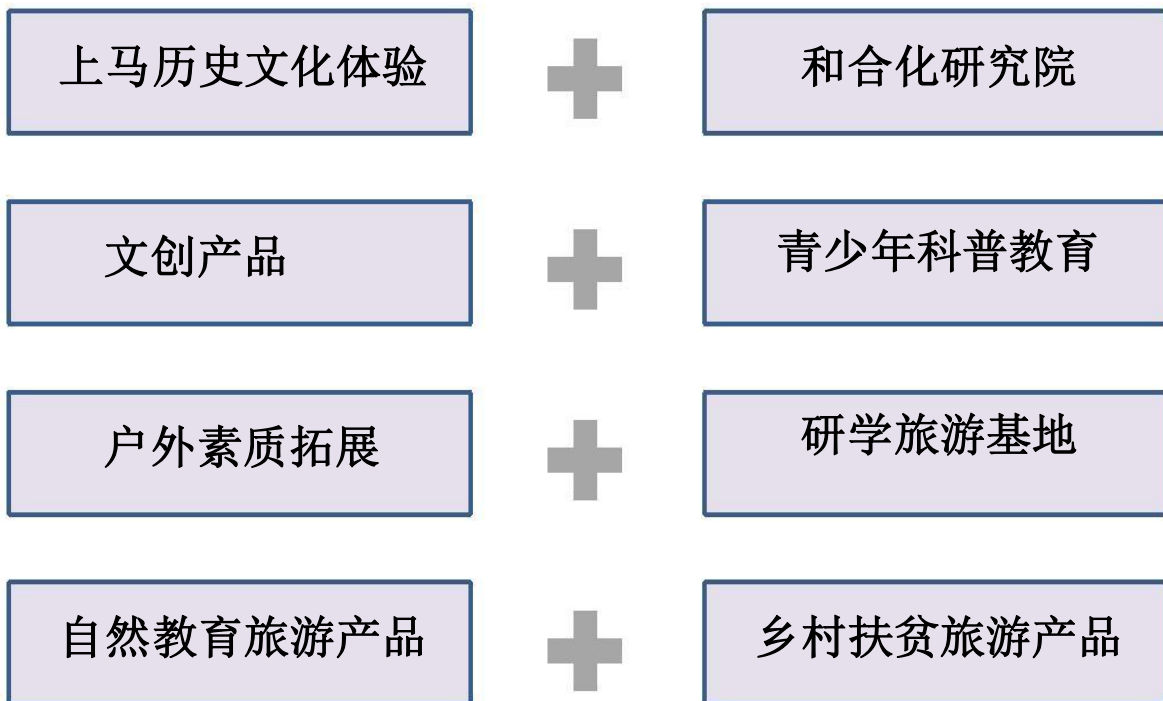 上马历史文化体验
和合化研究院
文创产品
青少年科普教育
户外素质拓展
研学旅游基地
自然教育旅游产品
乡村扶贫旅游产品